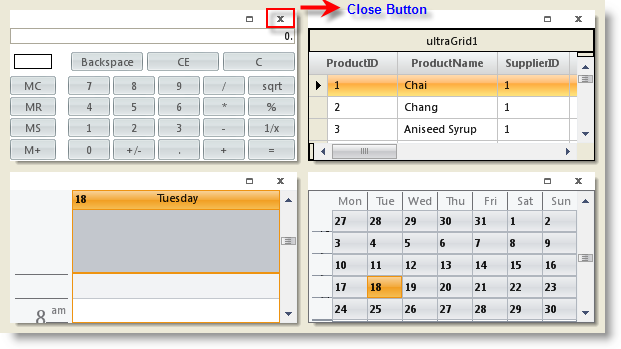 Close Button
0.
Backspace CE C
MC 7 8 9 / sqrt
MR 4 5 6 * %
MS 1 2 3 - 1/x
M+ 0 +/- . + =
ultraGrid1
ProductID ProductName SupplierID
1 Chai 1
2 Chang 1
3 Aniseed Syrup 1
18 Tuesday
8 am
Mon Tue Wed Thu Fri Sat Sun
27 28 29 30 31 1 2
3 4 5 6 7 8 9
10 11 12 13 14 15 16
17 18 19 20 21 22 23
24 25 26 27 28 29 30